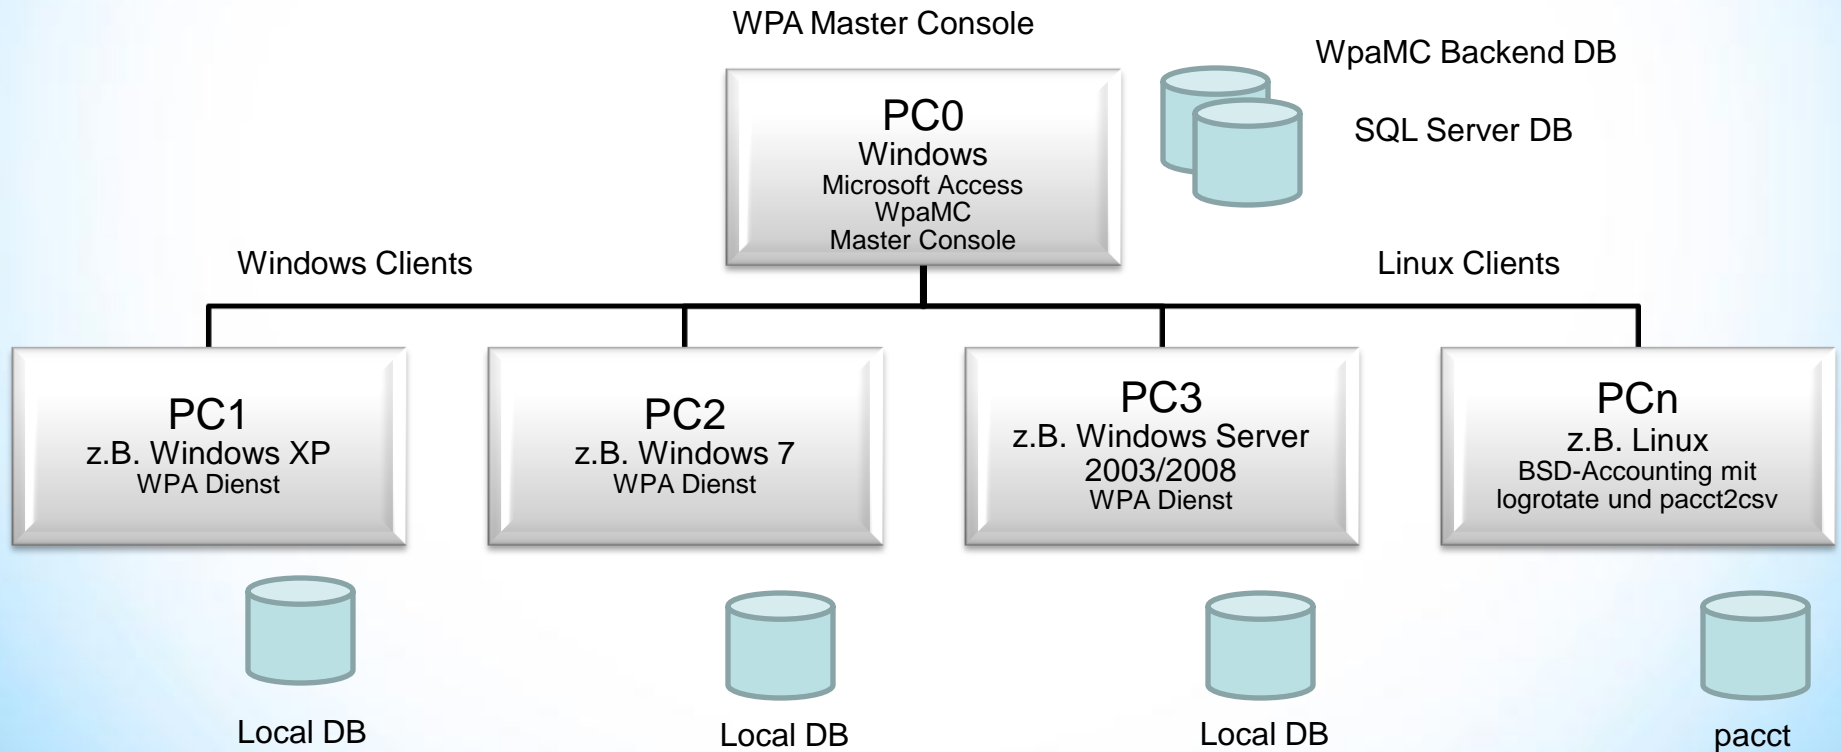 WPA Master Console
WpaMC Backend DB
SQL Server DB
PC0
Windows
Microsoft Access
WpaMC
Master Console
Windows Clients
Linux Clients
PC1
z.B. Windows XP
WPA Dienst
PC2
z.B. Windows 7
WPA Dienst
PC3
z.B. Windows Server
2003/2008
WPA Dienst
PCn
z.B. Linux
BSD-Accounting mit
logrotate und pacct2csv
Local DB
Local DB
Local DB
pacct